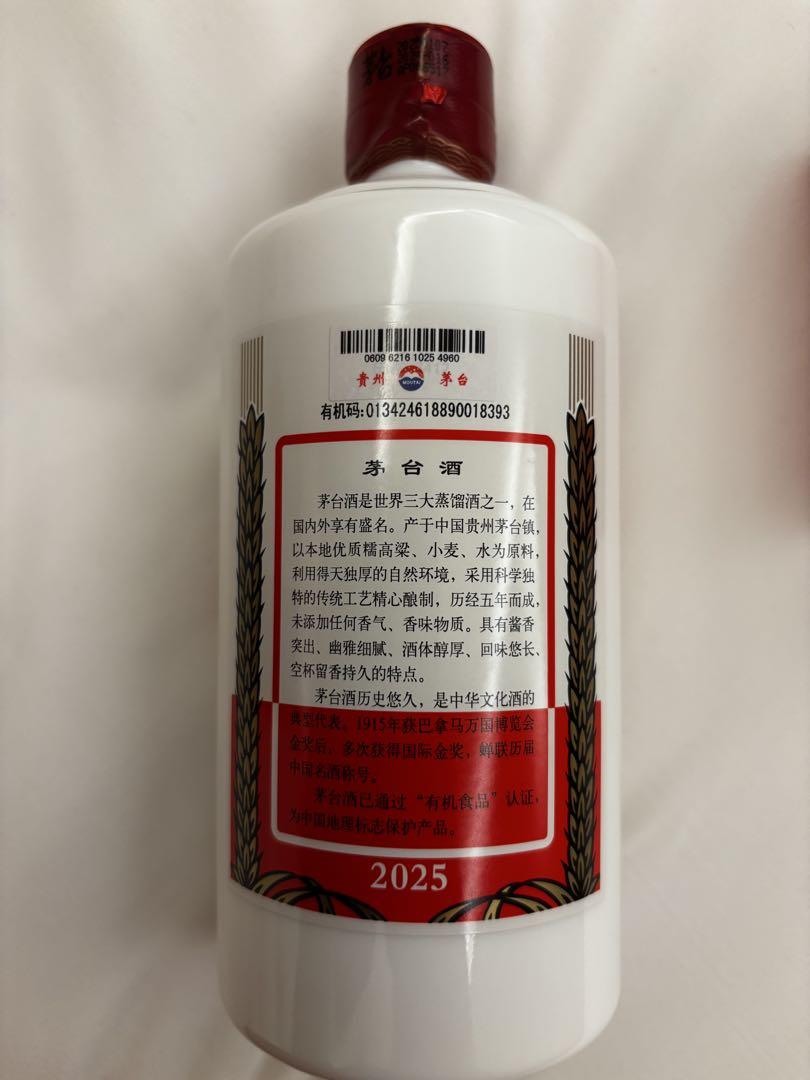 茅台
0609 6216 1025 4960
贵州 MOUTAI 茅台
有机码:013424618890018393
茅台酒
茅台酒是世界三大蒸馏酒之一,在
国内外享有盛名。产于中国贵州茅台镇,
以本地优质糯高粱、小麦、水为原料,
利用得天独厚的自然环境,采用科学独
特的传统工艺精心酿制,历经五年而成,
未添加任何香气、香味物质。具有酱香
突出、幽雅细腻、酒体醇厚、回味悠长、
空杯留香持久的特点。
茅台酒历史悠久,是中华文化酒的
典型代表。1915年获巴拿马万国博览会
金奖后,多次获得国际金奖,蝉联历届
中国名酒称号。
茅台酒已通过“有机食品”认证,
为中国地理标志保护产品。
2025